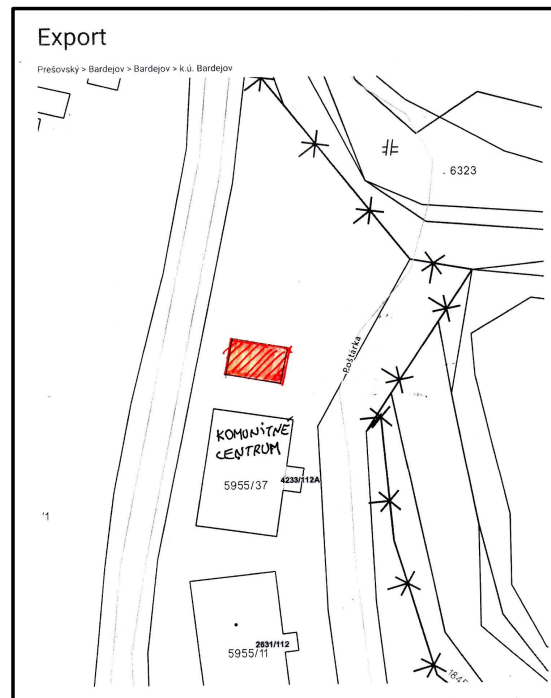 Export
Prešovský > Bardejov > Bardejov > k.ú. Bardejov
6323
Poštárka
KOMUNITNÉ
CENTRUM
4233/112A
5955/37
2631/112
5955/11